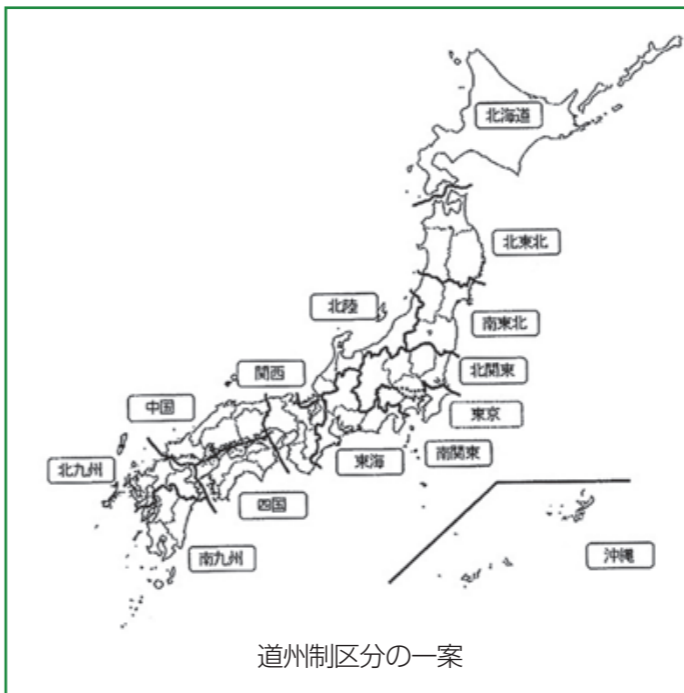 北海道
北東北
北陸
南東北
北関東
関西
中国
東京
東海
南関東
北九州
四国
南九州
沖縄
道州制区分の一案